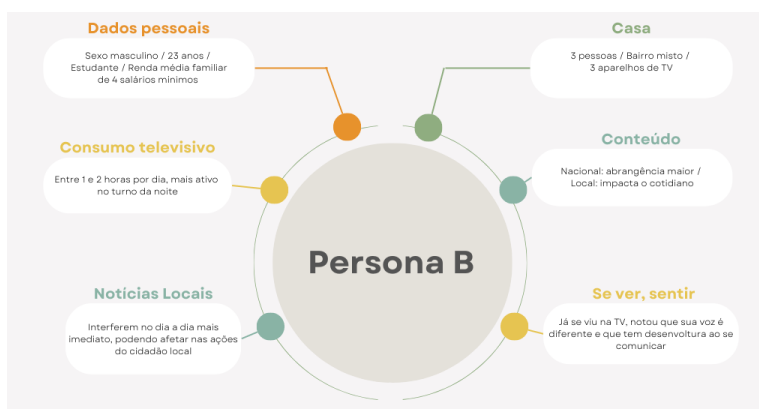 Dados pessoais
Sexo masculino / 23 anos /
Estudante / Renda média familiar
de 4 salários mínimos
Casa
3 pessoas / Bairro misto /
3 aparelhos de TV
Consumo televisivo
Entre 1 e 2 horas por dia, mais ativo
no turno da noite
Conteúdo
Nacional: abrangência maior /
Local: impacta o cotidiano
Persona B
Notícias Locais
Interferem no dia a dia mais
imediato, podendo afetar nas ações
do cidadão local
Se ver, sentir
Já se viu na TV, notou que sua voz é
diferente e que tem desenvoltura ao se
comunicar